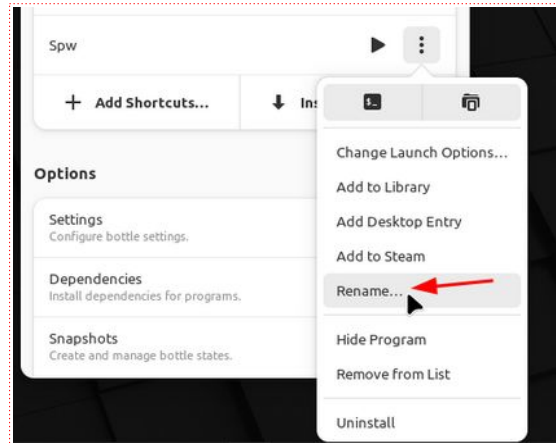 Spw
+ Add Shortcuts...
Ins
Change Launch Options...
Add to Library
Add Desktop Entry
Add to Steam
Rename...
Hide Program
Remove from List
Uninstall
Options
Settings
Configure bottle settings.
Dependencies
Install dependencies for programs.
Snapshots
Create and manage bottle states.